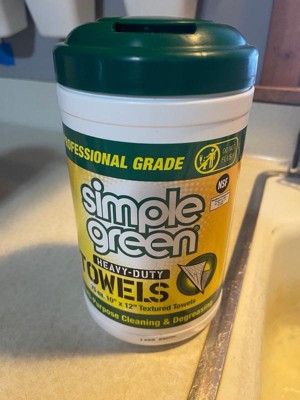 PROFESSIONAL GRADE
NSF
simple
green
HEAVY-DUTY
TOWELS
10" x 12" Textured Towels
Purpose Cleaning & Degreasing